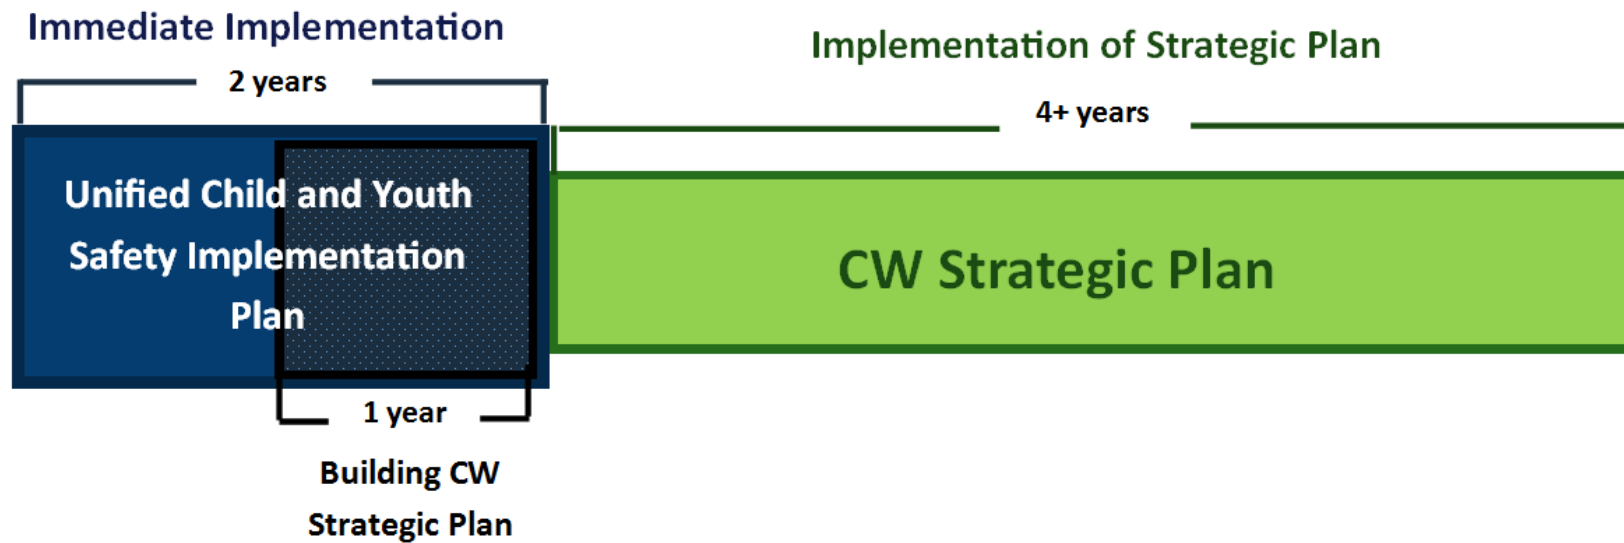 Immediate Implementation
2 years
Implementation of Strategic Plan
4+ years
Unified Child and Youth
Safety Implementation
Plan
CW Strategic Plan
1 year
Building CW
Strategic Plan